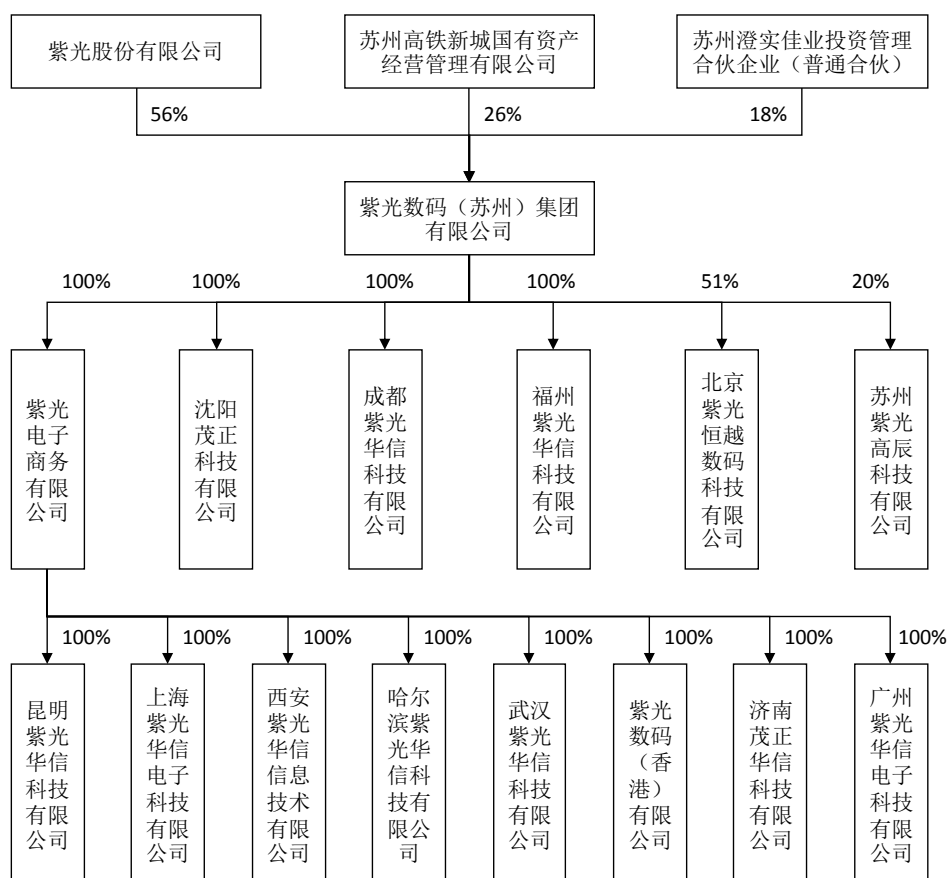 紫光股份有限公司
苏州高铁新城国有资产
经营管理有限公司
苏州澄实佳业投资管理
合伙企业（普通合伙）
56%
26%
18%
紫光数码（苏州）集团
有限公司
100%
100%
100%
100%
51%
20%
紫光
电子
商务
有限
公司
沈阳
茂正
科技
有限
公司
成都
紫光
华信
科技
有限
公司
福州
紫光
华信
科技
有限
公司
北京
紫光
恒越
数码
科技
有限
公司
苏州
紫光
高辰
科技
有限
公司
100%
100%
100%
100%
100%
100%
100%
100%
昆明
紫光
华信
科技
有限
公司
上海
紫光
华信
电子
科技
有限
公司
西安
紫光
华信
信息
技术
有限
公司
哈尔
滨紫
光华
信科
技有
限公
司
武汉
紫光
华信
科技
有限
公司
紫光
数码
（香
港）
有限
公司
济南
茂正
华信
科技
有限
公司
广州
紫光
华信
电子
科技
有限
公司